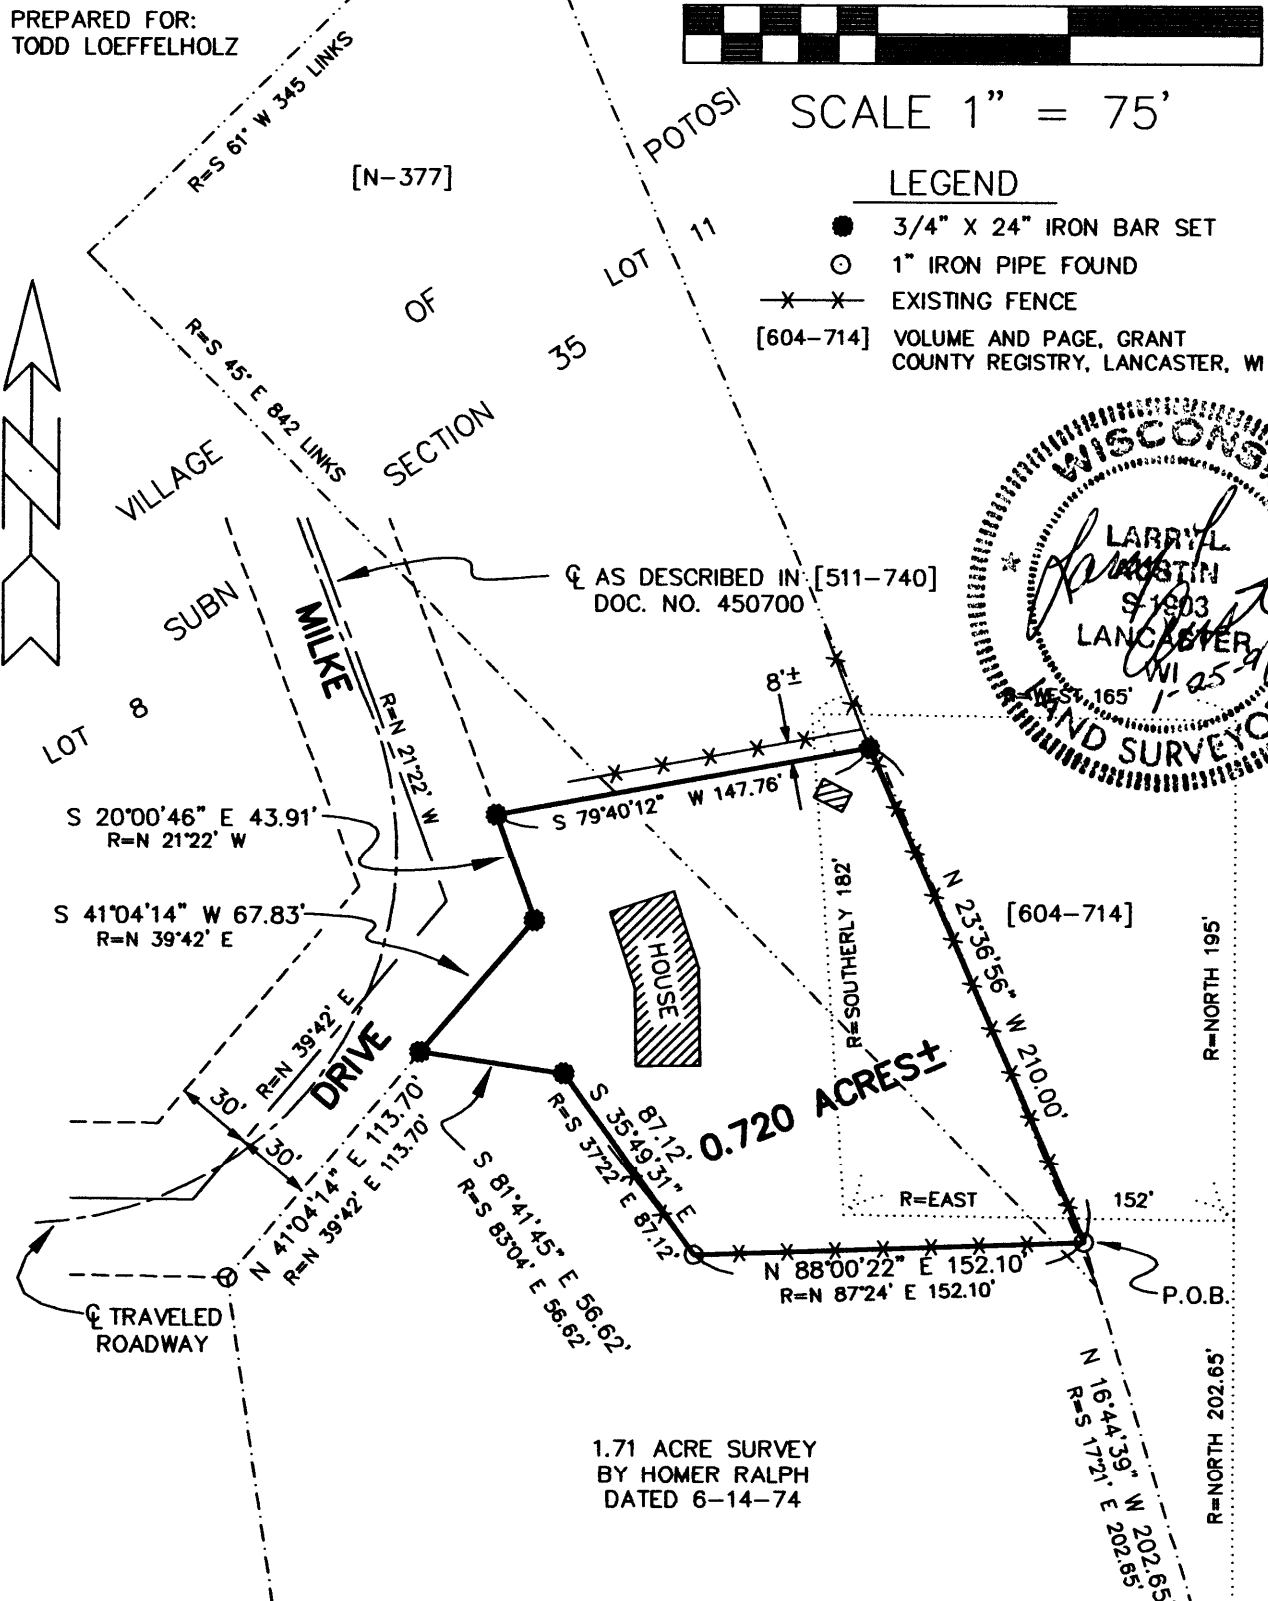 PREPARED FOR:
TODD LOEFFELHOLZ
SCALE 1" = 75'
LEGEND
3/4" X 24" IRON BAR SET
1" IRON PIPE FOUND
EXISTING FENCE
[604-714] VOLUME AND PAGE, GRANT
COUNTY REGISTRY, LANCASTER, WI
R=S 61° W 345 LINKS
[N-377]
POTOSI
LOT 11
OF
35
R=S 45° E 842 LINKS
VILLAGE
SECTION
SUBN
LOT 8
WISCONS
LARRY L.
AUSTIN
S-1903
LANCASTER
WI
1-25-9
LAND SURVEYO
℄ AS DESCRIBED IN [511-740]
DOC. NO. 450700
MILKE
R=N 21°22' W
8'±
R=WEST 165'
S 79°40'12" W 147.76'
S 20°00'46" E 43.91'
R=N 21°22' W
S 41°04'14" W 67.83'
R=N 39°42' E
HOUSE
R=SOUTHERLY 182'
N 23°36'56" W 210.00'
[604-714]
R=NORTH 195'
R=N 39°42' E
DRIVE
30'
30'
0.720 ACRES±
87.12'
S 35°49'31" E
R=S 37°22' E 87.12'
N 41°04'14" E 113.70'
R=N 39°42' E 113.70'
S 81°41'45" E 56.62'
R=S 83°04' E 56.62'
R=EAST 152'
N 88°00'22" E 152.10'
R=N 87°24' E 152.10'
P.O.B.
℄ TRAVELED
ROADWAY
N 16°44'39" W 202.65'
R=S 17°21' E 202.65'
R=NORTH 202.65'
1.71 ACRE SURVEY
BY HOMER RALPH
DATED 6-14-74